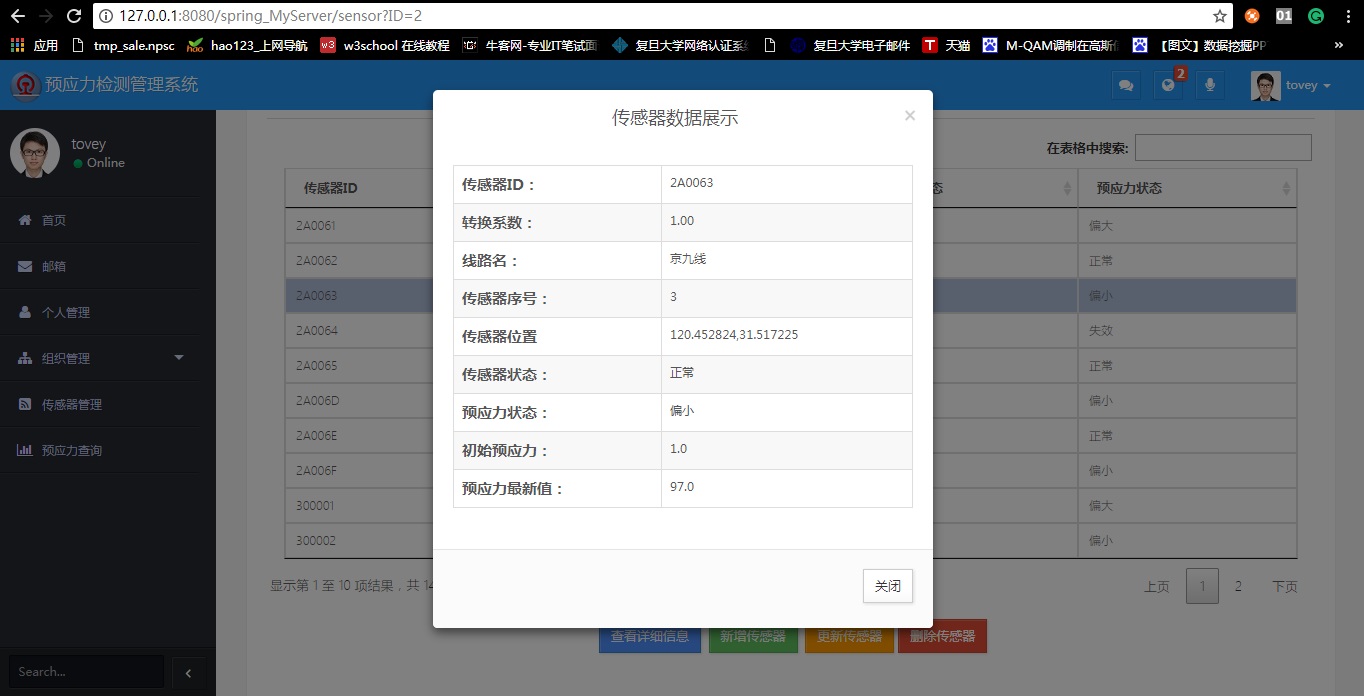 127.0.0.1:8080/spring_MyServer/sensor?ID=2
应用 tmp_sale.npsc hao123_上网导航 w3school 在线教程 牛客网-专业IT笔试面 复旦大学网络认证系 复旦大学电子邮件 天猫 M-QAM调制在高斯 【图文】数据挖掘PP »
预应力检测管理系统 2 tovey
tovey
Online
首页
邮箱
个人管理
组织管理
传感器管理
预应力查询
Search...
在表格中搜索:
传感器ID 态 预应力状态
2A0061 偏大
2A0062 正常
2A0063 偏小
2A0064 失效
2A0065 正常
2A006D 偏小
2A006E 正常
2A006F 偏小
300001 偏大
300002 偏小
显示第 1 至 10 项结果，共 14
上页 1 2 下页
查看详细信息 新增传感器 更新传感器 删除传感器
传感器数据展示 ×
传感器ID： 2A0063
转换系数： 1.00
线路名： 京九线
传感器序号： 3
传感器位置 120.452824,31.517225
传感器状态： 正常
预应力状态： 偏小
初始预应力： 1.0
预应力最新值： 97.0
关闭